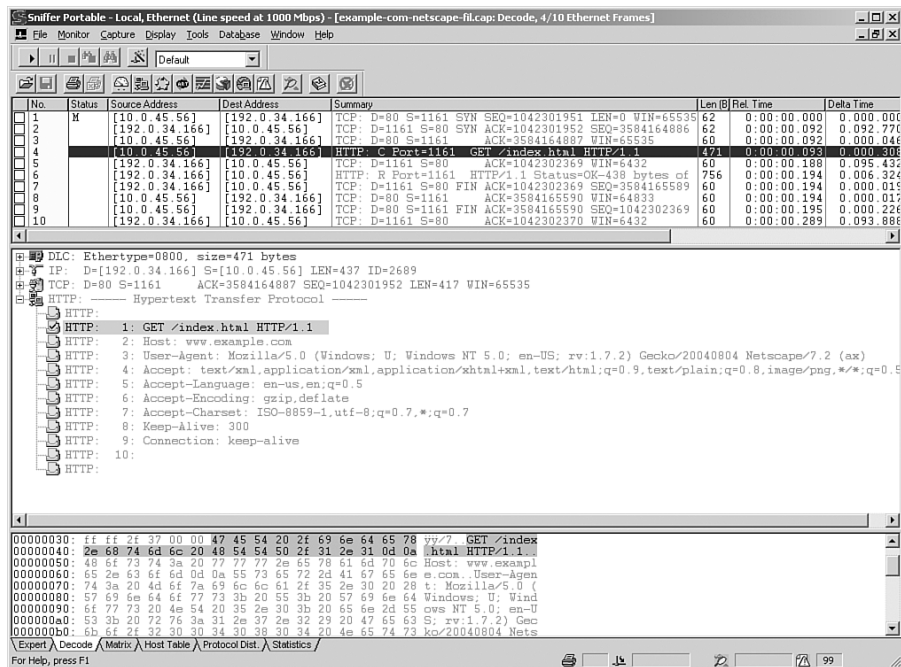 Sniffer Portable - Local, Ethernet (Line speed at 1000 Mbps) - [example-com-netscape-fil.cap: Decode, 4/10 Ethernet Frames]
File Monitor Capture Display Tools Database Window Help
Default
No. Status Source Address Dest Address Summary Len (B Rel. Time Delta Time
1 M [10.0.45.56] [192.0.34.166] TCP: D=80 S=1161 SYN SEQ=1042301951 LEN=0 WIN=65535 62 0:00:00.000 0.000.000
2 [192.0.34.166] [10.0.45.56] TCP: D=1161 S=80 SYN ACK=1042301952 SEQ=3584164886 62 0:00:00.092 0.092.770
3 [10.0.45.56] [192.0.34.166] TCP: D=80 S=1161 ACK=3584164887 WIN=65535 60 0:00:00.092 0.000.046
4 [10.0.45.56] [192.0.34.166] HTTP: C Port=1161 GET /index.html HTTP/1.1 471 0:00:00.093 0.000.308
5 [192.0.34.166] [10.0.45.56] TCP: D=1161 S=80 ACK=1042302369 WIN=6432 60 0:00:00.188 0.095.432
6 [192.0.34.166] [10.0.45.56] HTTP: R Port=1161 HTTP/1.1 Status=OK-438 bytes of 756 0:00:00.194 0.006.324
7 [192.0.34.166] [10.0.45.56] TCP: D=1161 S=80 FIN ACK=1042302369 SEQ=3584165589 60 0:00:00.194 0.000.019
8 [10.0.45.56] [192.0.34.166] TCP: D=80 S=1161 ACK=3584165590 WIN=64833 60 0:00:00.194 0.000.017
9 [10.0.45.56] [192.0.34.166] TCP: D=80 S=1161 FIN ACK=3584165590 SEQ=1042302369 60 0:00:00.195 0.000.226
10 [192.0.34.166] [10.0.45.56] TCP: D=1161 S=80 ACK=1042302370 WIN=6432 60 0:00:00.289 0.093.888
DLC: Ethertype=0800, size=471 bytes
IP: D=[192.0.34.166] S=[10.0.45.56] LEN=437 ID=2689
TCP: D=80 S=1161 ACK=3584164887 SEQ=1042301952 LEN=417 WIN=65535
HTTP: ----- Hypertext Transfer Protocol -----
HTTP:
HTTP: 1: GET /index.html HTTP/1.1
HTTP: 2: Host: www.example.com
HTTP: 3: User-Agent: Mozilla/5.0 (Windows; U; Windows NT 5.0; en-US; rv:1.7.2) Gecko/20040804 Netscape/7.2 (ax)
HTTP: 4: Accept: text/xml,application/xml,application/xhtml+xml,text/html;q=0.9,text/plain;q=0.8,image/png,*/*;q=0.5
HTTP: 5: Accept-Language: en-us,en;q=0.5
HTTP: 6: Accept-Encoding: gzip,deflate
HTTP: 7: Accept-Charset: ISO-8859-1,utf-8;q=0.7,*;q=0.7
HTTP: 8: Keep-Alive: 300
HTTP: 9: Connection: keep-alive
HTTP: 10:
HTTP:
00000030: ff ff 2f 37 00 00 47 45 54 20 2f 69 6e 64 65 78 ÿÿ/7..GET /index
00000040: 2e 68 74 6d 6c 20 48 54 54 50 2f 31 2e 31 0d 0a .html HTTP/1.1..
00000050: 48 6f 73 74 3a 20 77 77 77 2e 65 78 61 6d 70 6c Host: www.exampl
00000060: 65 2e 63 6f 6d 0d 0a 55 73 65 72 2d 41 67 65 6e e.com..User-Agen
00000070: 74 3a 20 4d 6f 7a 69 6c 6c 61 2f 35 2e 30 20 28 t: Mozilla/5.0 (
00000080: 57 69 6e 64 6f 77 73 3b 20 55 3b 20 57 69 6e 64 Windows; U; Wind
00000090: 6f 77 73 20 4e 54 20 35 2e 30 3b 20 65 6e 2d 55 ows NT 5.0; en-U
000000a0: 53 3b 20 72 76 3a 31 2e 37 2e 32 29 20 47 65 63 S; rv:1.7.2) Gec
000000b0: 6b 6f 2f 32 30 30 34 30 38 30 34 20 4e 65 74 73 ko/20040804 Nets
Expert Decode Matrix Host Table Protocol Dist. Statistics
For Help, press F1 99